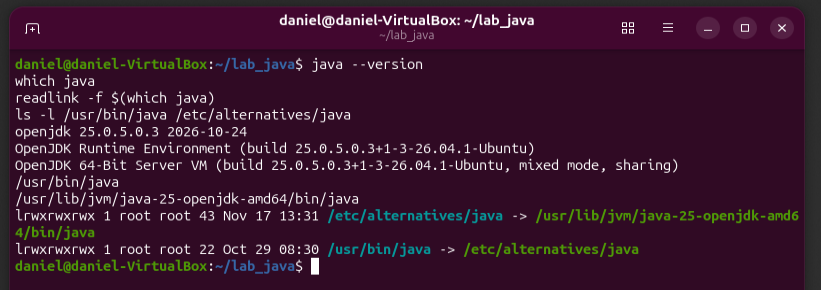 daniel@daniel-VirtualBox: ~/lab_java
~/lab_java
daniel@daniel-VirtualBox:~/lab_java$ java --version
which java
readlink -f $(which java)
ls -l /usr/bin/java /etc/alternatives/java
openjdk 25.0.5.0.3 2026-10-24
OpenJDK Runtime Environment (build 25.0.5.0.3+1-3-26.04.1-Ubuntu)
OpenJDK 64-Bit Server VM (build 25.0.5.0.3+1-3-26.04.1-Ubuntu, mixed mode, sharing)
/usr/bin/java
/usr/lib/jvm/java-25-openjdk-amd64/bin/java
lrwxrwxrwx 1 root root 43 Nov 17 13:31 /etc/alternatives/java -> /usr/lib/jvm/java-25-openjdk-amd6
4/bin/java
lrwxrwxrwx 1 root root 22 Oct 29 08:30 /usr/bin/java -> /etc/alternatives/java
daniel@daniel-VirtualBox:~/lab_java$